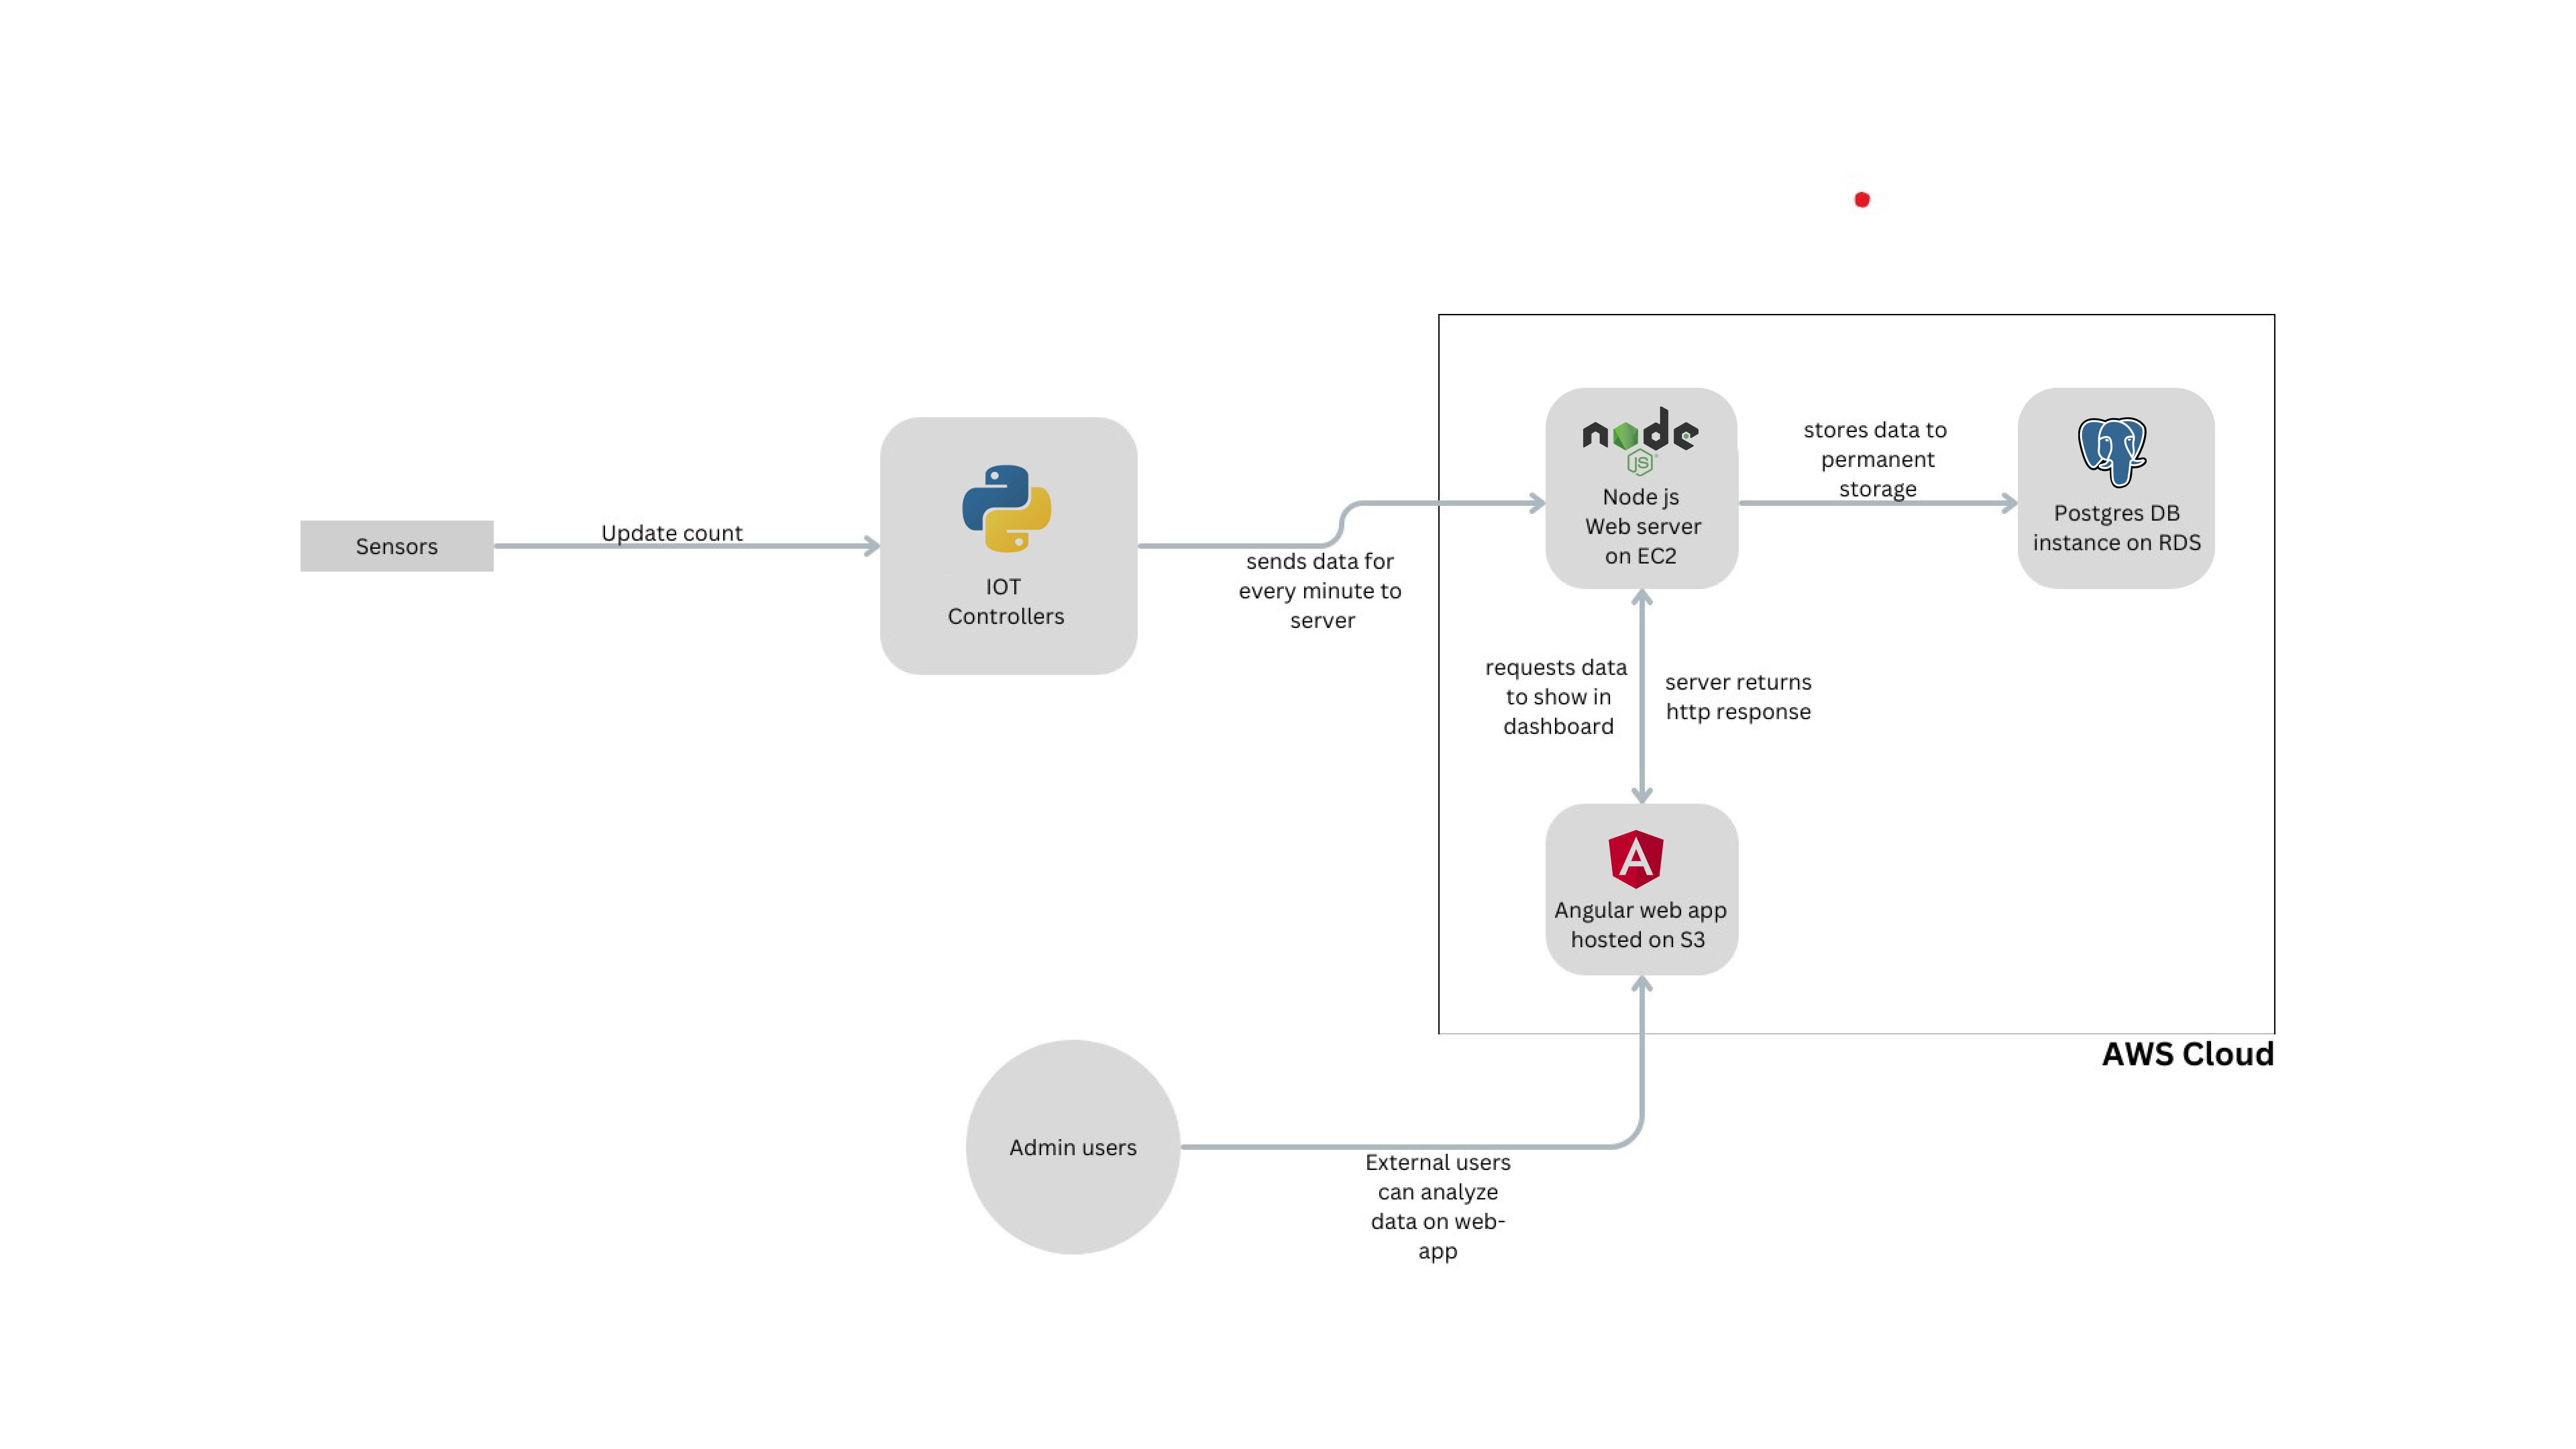 node
JS
Node js
Web server
on EC2
stores data to
permanent
storage
Postgres DB
instance on RDS
Sensors
Update count
IOT
Controllers
sends data for
every minute to
server
requests data
to show in
dashboard
server returns
http response
A
Angular web app
hosted on S3
AWS Cloud
Admin users
External users
can analyze
data on web-
app